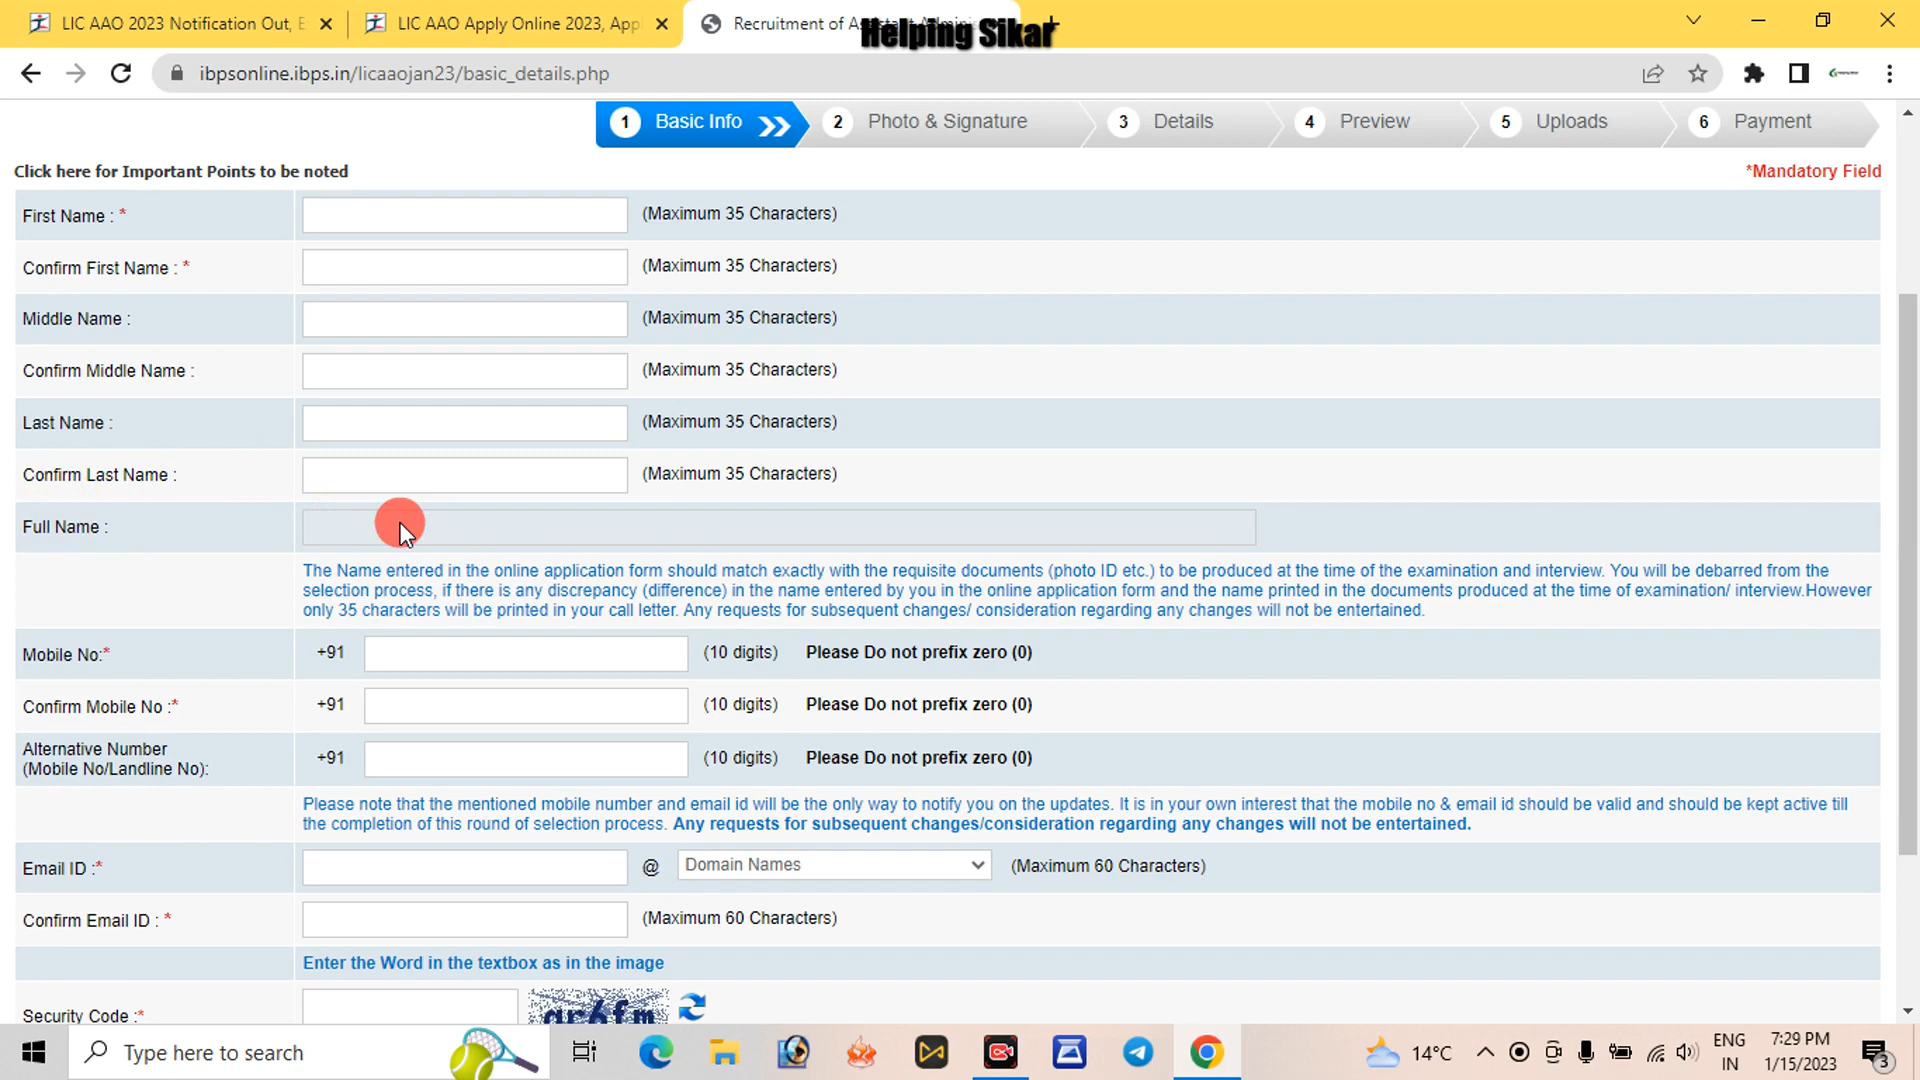 LIC AAO 2023 Notification Out, E
LIC AAO Apply Online 2023, App
Recruitment of Assistant Adminis
Helping Sikar
ibpsonline.ibps.in/licaaojan23/basic_details.php
1 Basic Info
2 Photo & Signature
3 Details
4 Preview
5 Uploads
6 Payment
Click here for Important Points to be noted
*Mandatory Field
First Name : *
(Maximum 35 Characters)
Confirm First Name : *
(Maximum 35 Characters)
Middle Name :
(Maximum 35 Characters)
Confirm Middle Name :
(Maximum 35 Characters)
Last Name :
(Maximum 35 Characters)
Confirm Last Name :
(Maximum 35 Characters)
Full Name :
The Name entered in the online application form should match exactly with the requisite documents (photo ID etc.) to be produced at the time of the examination and interview. You will be debarred from the
selection process, if there is any discrepancy (difference) in the name entered by you in the online application form and the name printed in the documents produced at the time of examination/ interview.However
only 35 characters will be printed in your call letter. Any requests for subsequent changes/ consideration regarding any changes will not be entertained.
Mobile No:*
+91
(10 digits) Please Do not prefix zero (0)
Confirm Mobile No :*
+91
(10 digits) Please Do not prefix zero (0)
Alternative Number
(Mobile No/Landline No):
+91
(10 digits) Please Do not prefix zero (0)
Please note that the mentioned mobile number and email id will be the only way to notify you on the updates. It is in your own interest that the mobile no & email id should be valid and should be kept active till
the completion of this round of selection process. Any requests for subsequent changes/consideration regarding any changes will not be entertained.
Email ID :*
@
Domain Names
(Maximum 60 Characters)
Confirm Email ID : *
(Maximum 60 Characters)
Enter the Word in the textbox as in the image
Security Code :*
Type here to search
14°C
ENG
IN
7:29 PM
1/15/2023
3